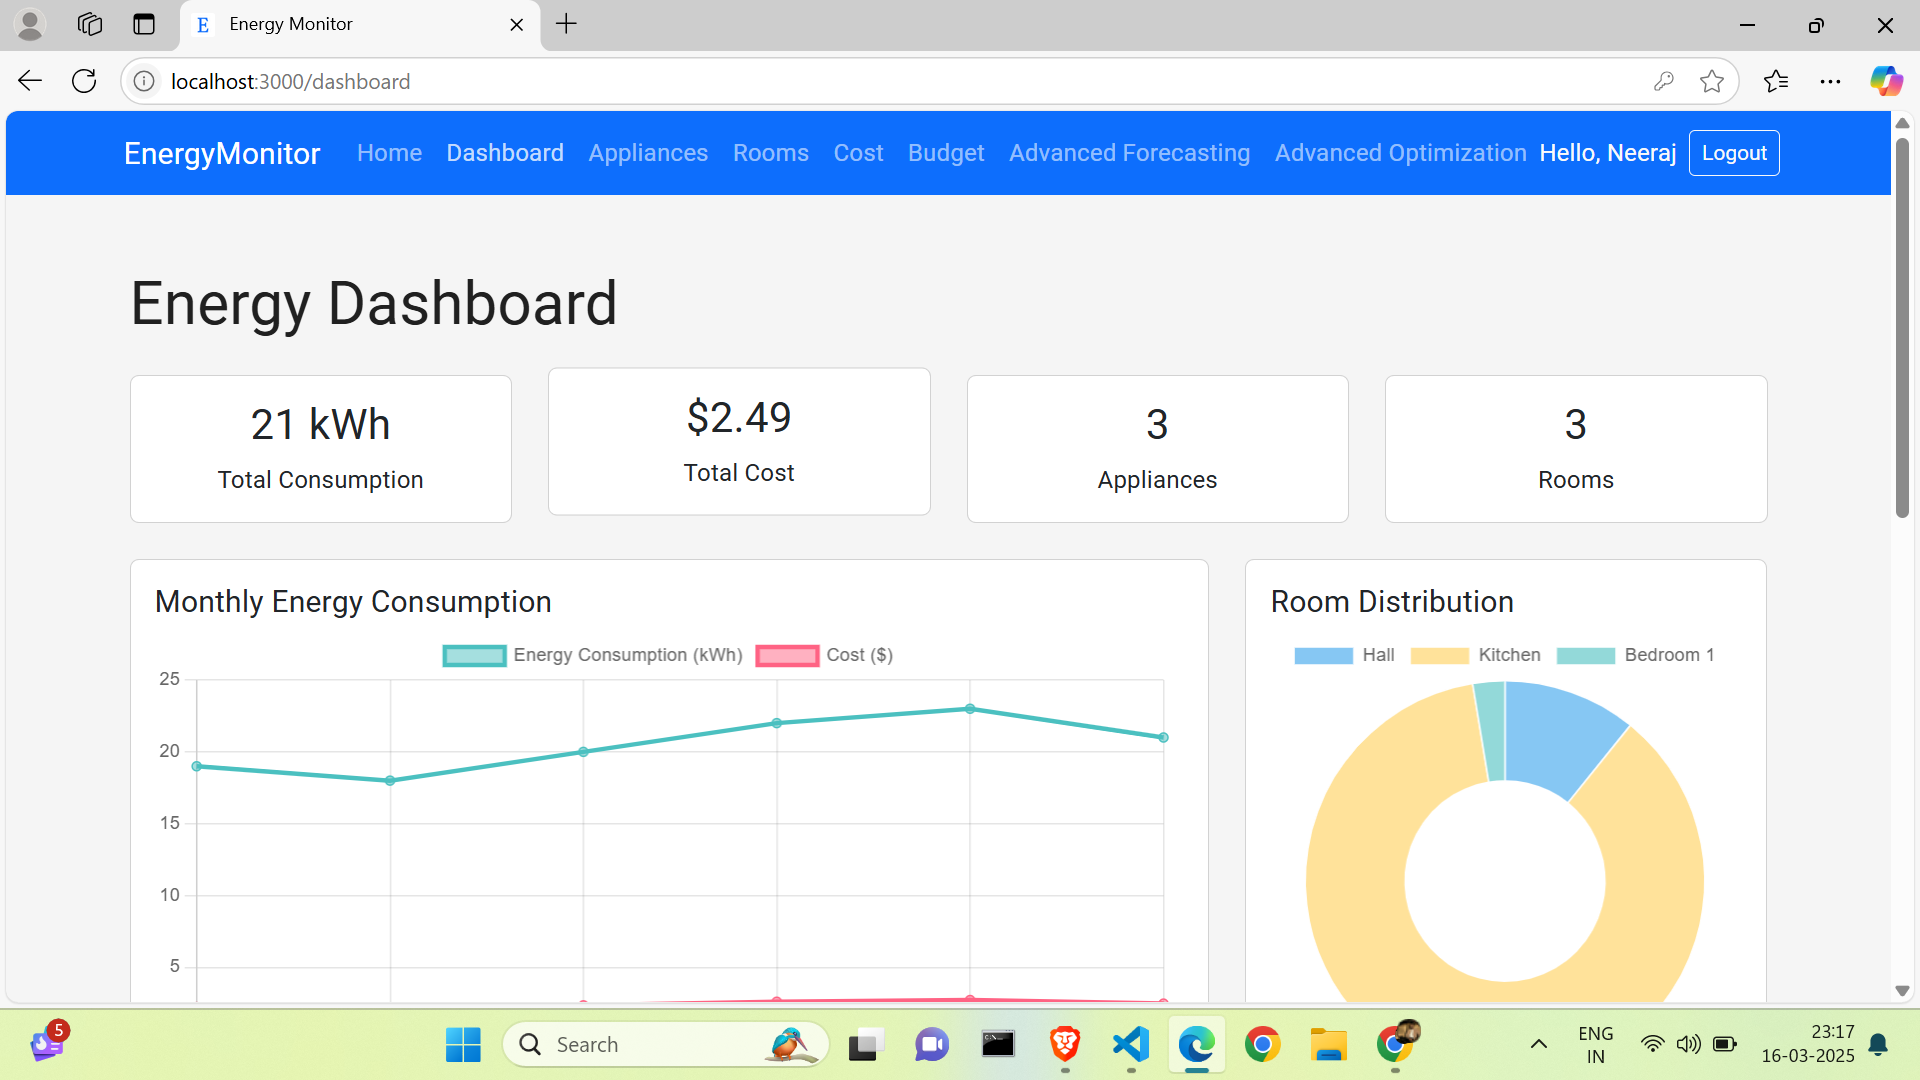 E Energy Monitor
localhost:3000/dashboard
EnergyMonitor Home Dashboard Appliances Rooms Cost Budget Advanced Forecasting Advanced Optimization Hello, Neeraj Logout
Energy Dashboard
21 kWh
Total Consumption
$2.49
Total Cost
3
Appliances
3
Rooms
Monthly Energy Consumption
Energy Consumption (kWh) Cost ($)
25
20
15
10
5
Room Distribution
Hall Kitchen Bedroom 1
5
Search
ENG
IN
23:17
16-03-2025